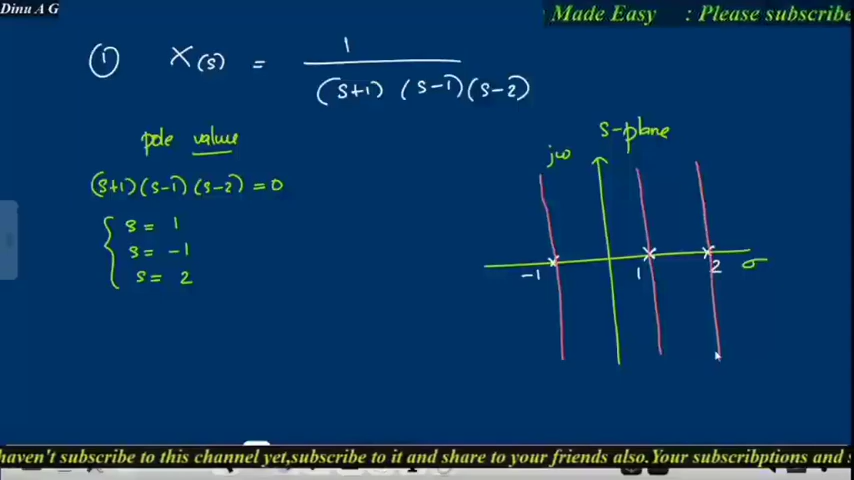 Dinu A G
Made Easy : Please subscribe
① X(s) = 1 / (s+1) (s-1)(s-2)
pole value
(s+1)(s-1)(s-2) = 0
s = 1
s = -1
s = 2
s-plane
jω
-1 1 2 σ
haven't subscribe to this channel yet,subscribe to it and share to your friends also.Your subscribptions and s